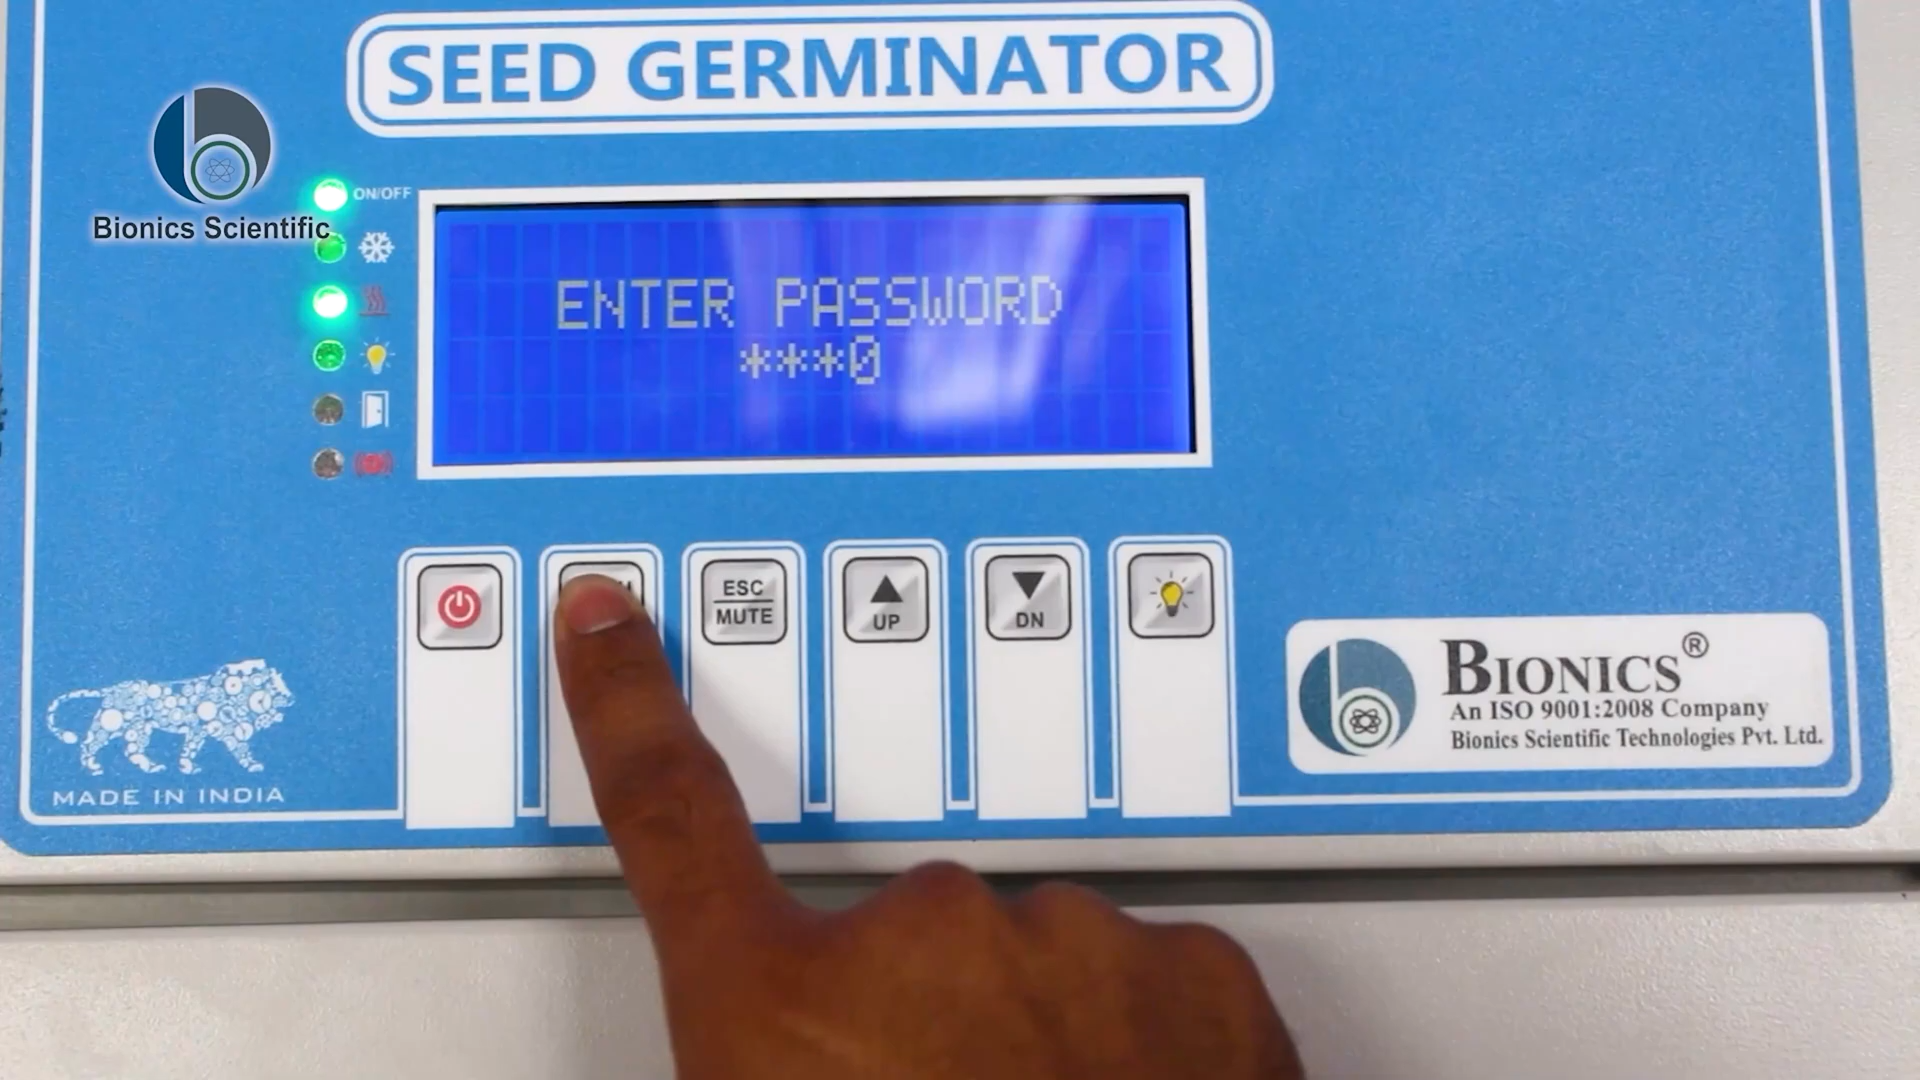 SEED GERMINATOR
Bionics Scientific
ON/OFF
ENTER PASSWORD
***0
ESC
MUTE
UP
DN
MADE IN INDIA
BIONICS®
An ISO 9001:2008 Company
Bionics Scientific Technologies Pvt. Ltd.